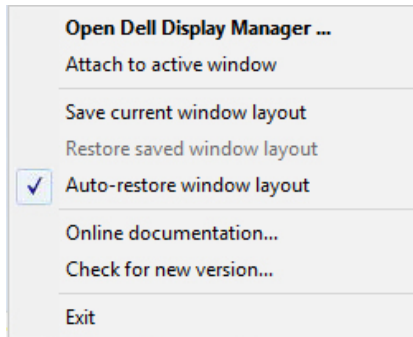 Open Dell Display Manager ...
Attach to active window
Save current window layout
Restore saved window layout
Auto-restore window layout
Online documentation...
Check for new version...
Exit